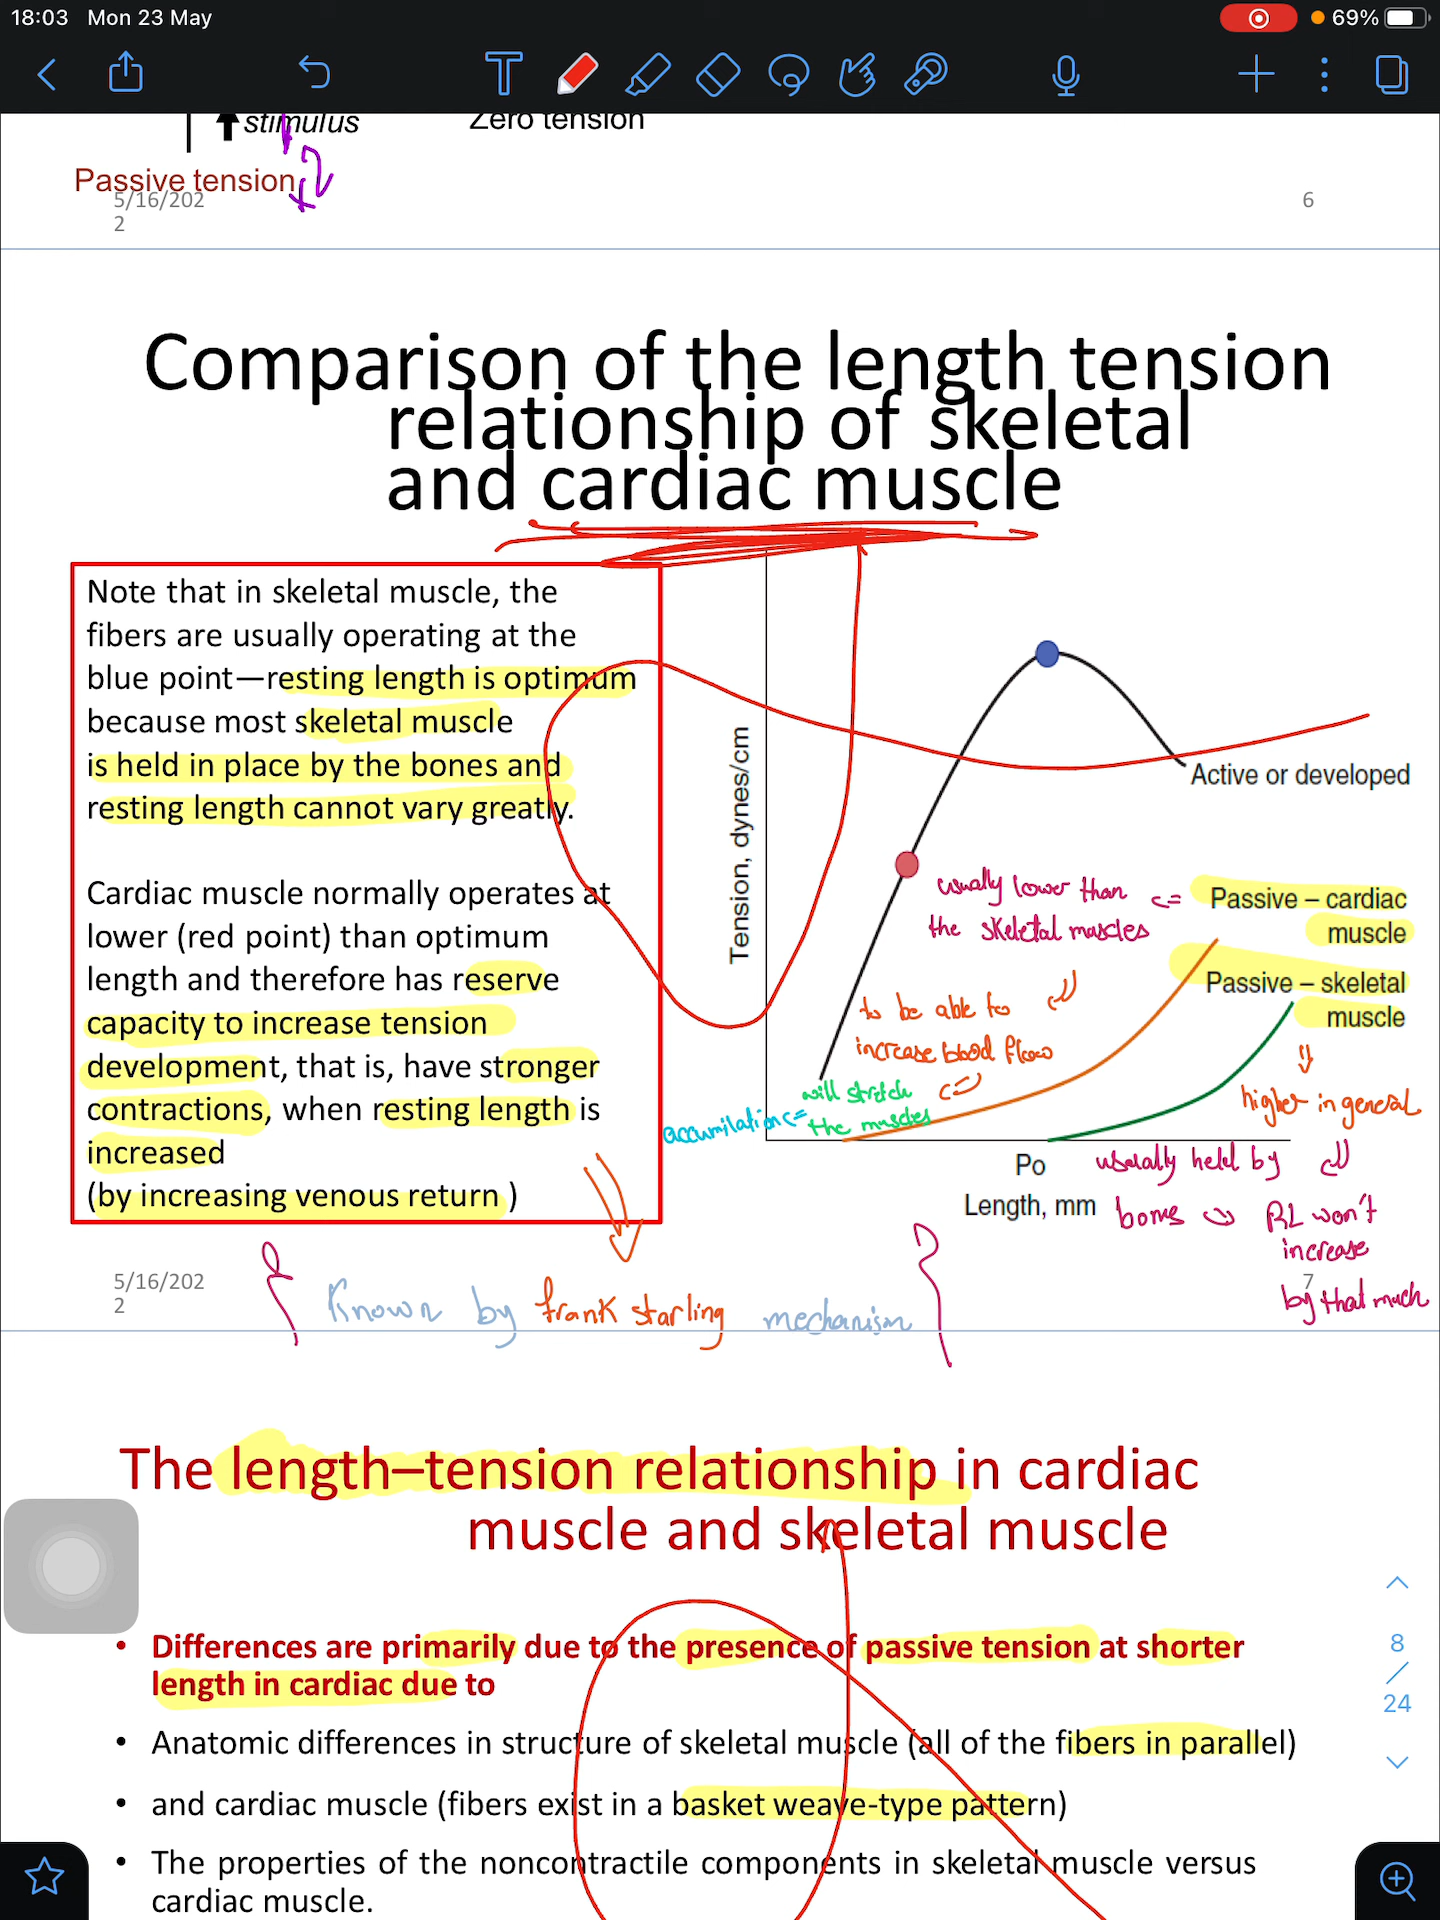 18:03 Mon 23 May
69%
stimulus
Zero tension
Passive tension
5/16/202
2
6
Comparison of the length tension
relationship of skeletal
and cardiac muscle
Note that in skeletal muscle, the
fibers are usually operating at the
blue point—resting length is optimum
because most skeletal muscle
is held in place by the bones and
resting length cannot vary greatly.
Cardiac muscle normally operates at
lower (red point) than optimum
length and therefore has reserve
capacity to increase tension
development, that is, have stronger
contractions, when resting length is
increased
(by increasing venous return )
Tension, dynes/cm
Active or developed
usually lower than
the skeletal muscles
Passive – cardiac
muscle
Passive – skeletal
muscle
to be able to
increase blood flow
will stretch
the muscles
accumilation
higher in general
Po
Length, mm
usually held by
bones
RL won't
increase
by that much
5/16/202
2
7
Known by frank starling mechanism
The length–tension relationship in cardiac
muscle and skeletal muscle
• Differences are primarily due to the presence of passive tension at shorter
length in cardiac due to
• Anatomic differences in structure of skeletal muscle (all of the fibers in parallel)
• and cardiac muscle (fibers exist in a basket weave-type pattern)
• The properties of the noncontractile components in skeletal muscle versus
cardiac muscle.
8
/
24